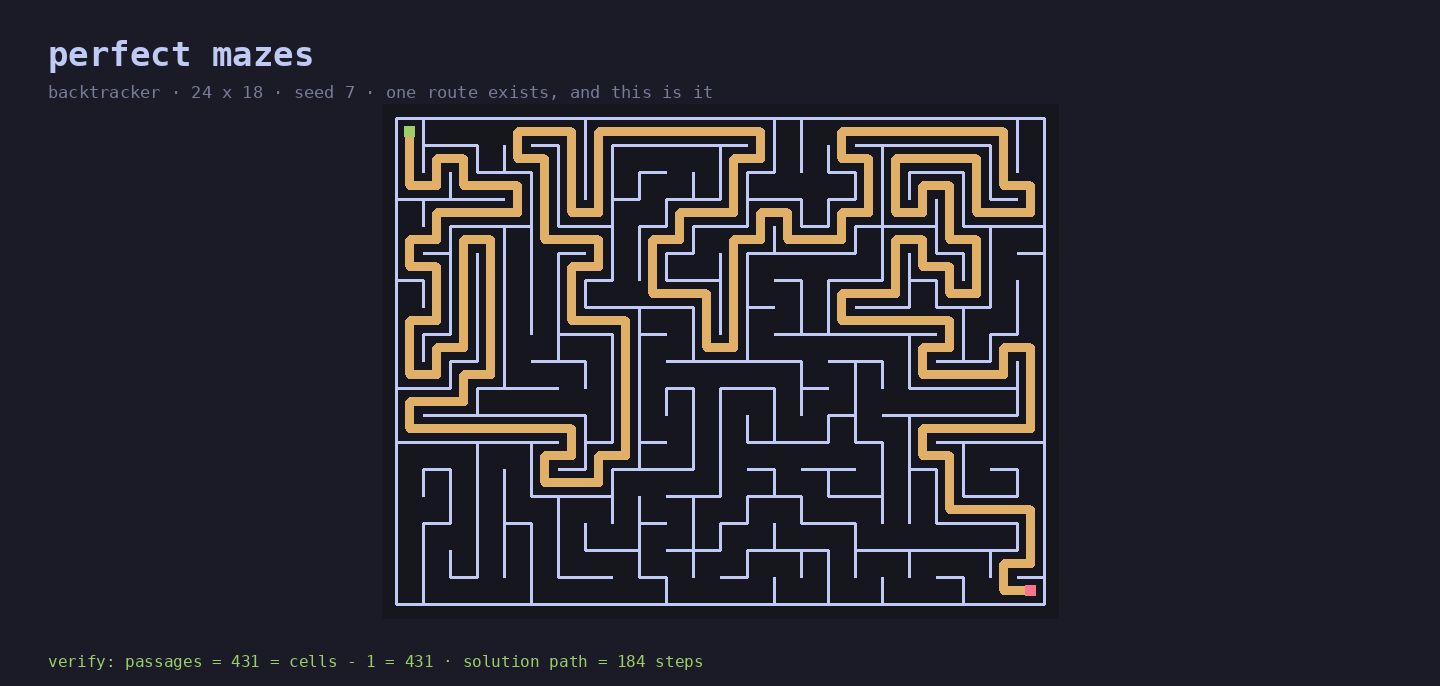 perfect mazes
backtracker · 24 x 18 · seed 7 · one route exists, and this is it
verify: passages = 431 = cells - 1 = 431 · solution path = 184 steps